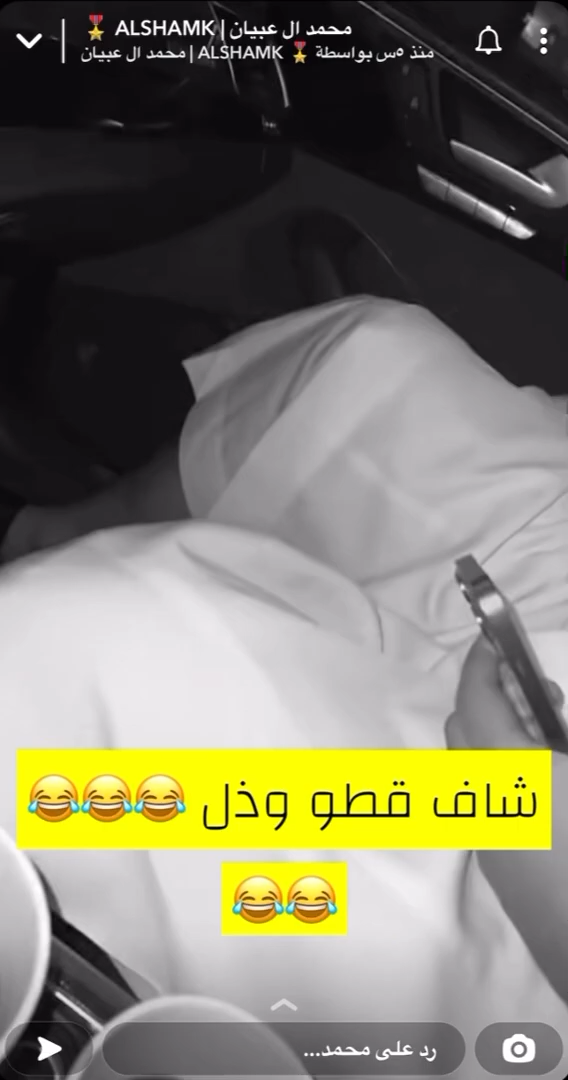 محمد ال عبيان | ALSHAMK 🎖️
منذ ٥س بواسطة 🎖️ ALSHAMK | محمد ال عبيان
شاف قطو وذل 😂😂😂
😂😂
رد على محمد...